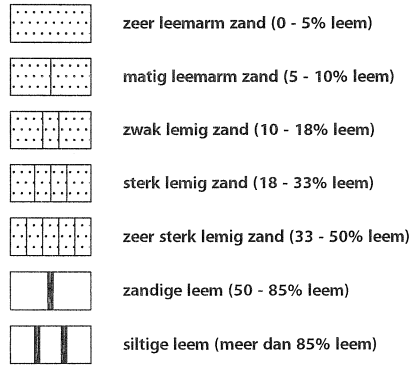 zeer leemarm zand (0 - 5% leem)
matig leemarm zand (5 - 10% leem)
zwak lemig zand (10 - 18% leem)
sterk lemig zand (18 - 33% leem)
zeer sterk lemig zand (33 - 50% leem)
zandige leem (50 - 85% leem)
siltige leem (meer dan 85% leem)